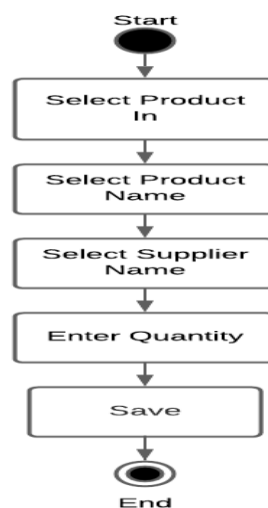 Start
Select Product
In
Select Product
Name
Select Supplier
Name
Enter Quantity
Save
End